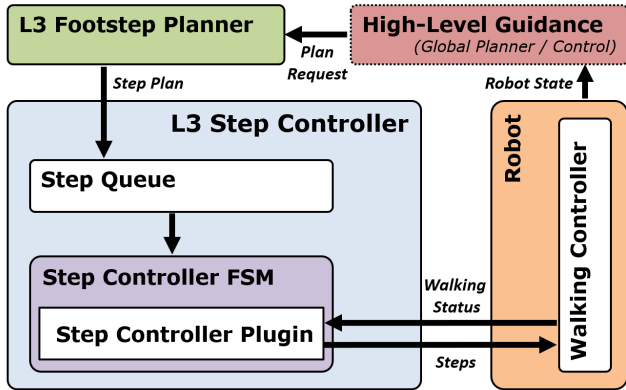 L3 Footstep Planner
High-Level Guidance
(Global Planner / Control)
Plan
Request
Step Plan
Robot State
L3 Step Controller
Robot
Walking Controller
Step Queue
Step Controller FSM
Walking
Status
Step Controller Plugin
Steps